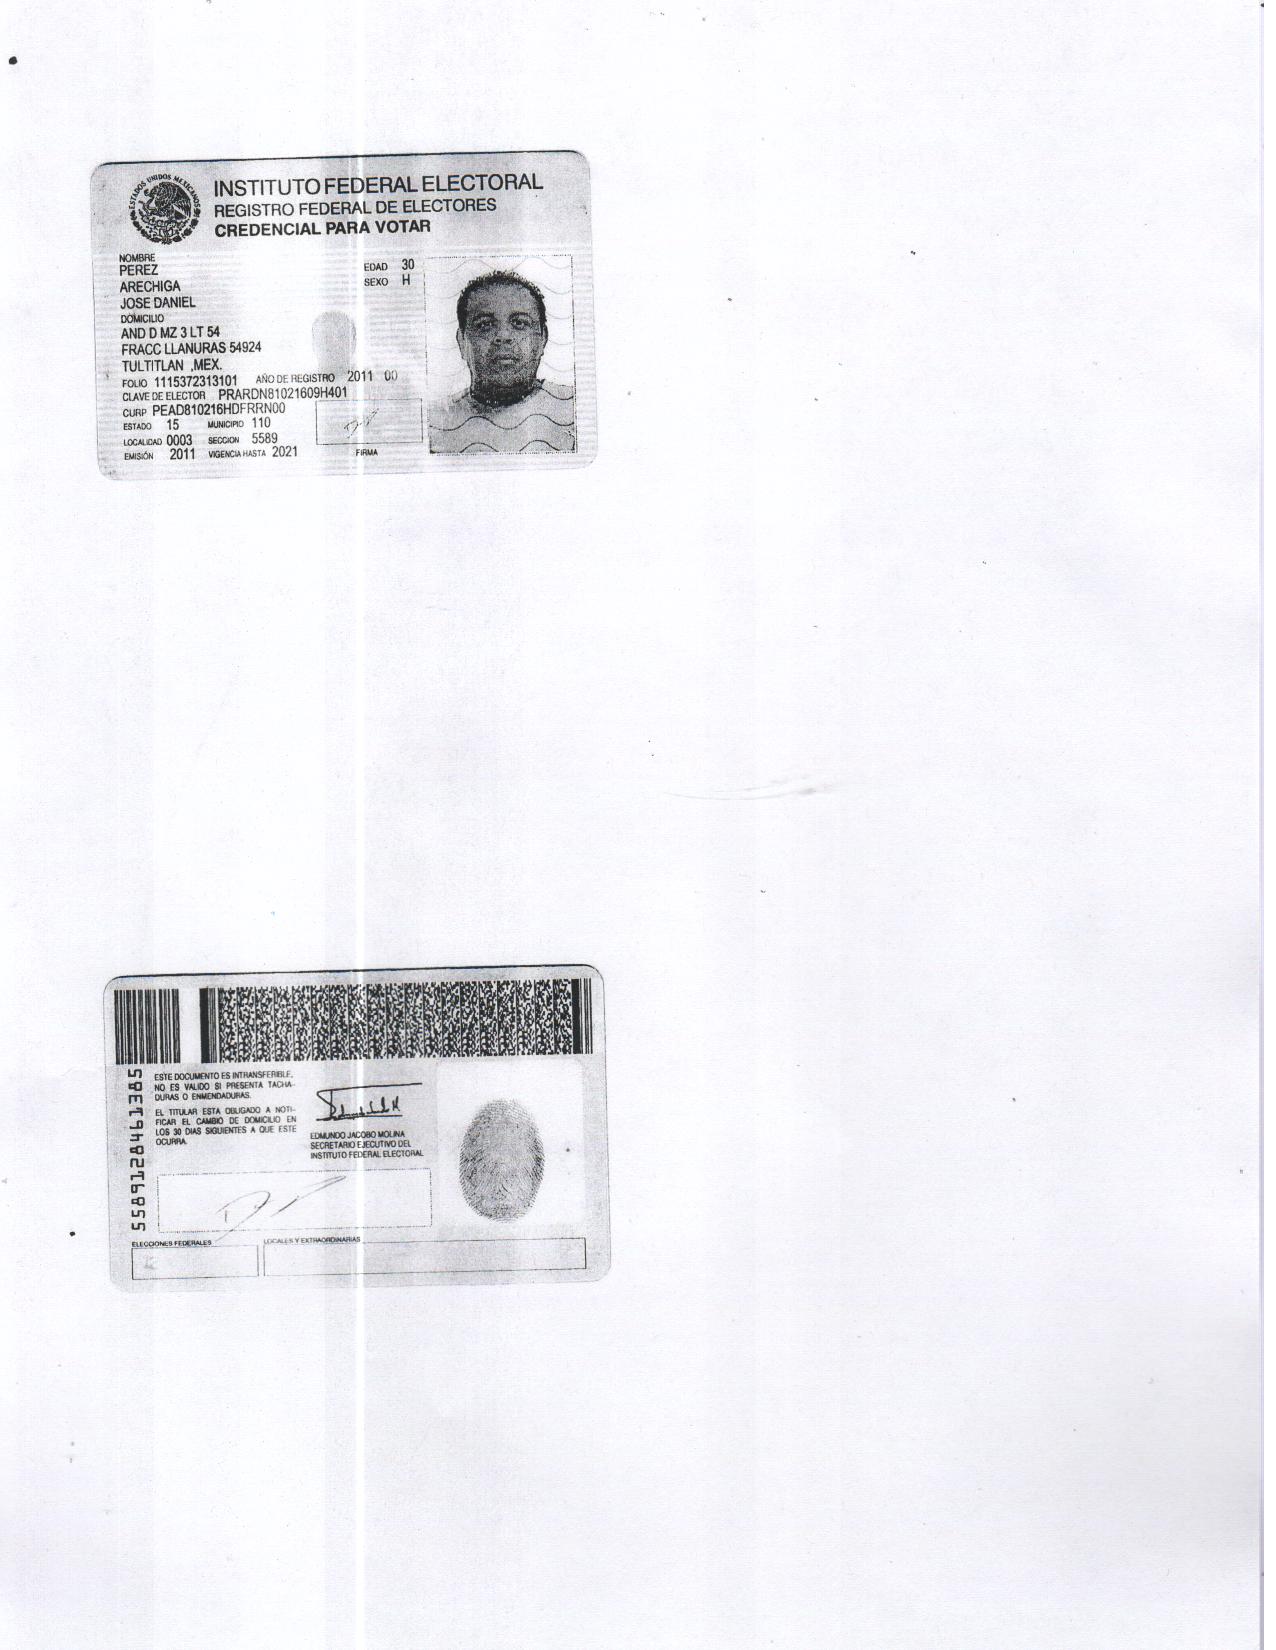 ESTADOS UNIDOS MEXICANOS
INSTITUTO FEDERAL ELECTORAL
REGISTRO FEDERAL DE ELECTORES
CREDENCIAL PARA VOTAR
NOMBRE
PEREZ
ARECHIGA
JOSE DANIEL
EDAD 30
SEXO H
DOMICILIO
AND D MZ 3 LT 54
FRACC LLANURAS 54924
TULTITLAN ,MEX.
FOLIO 1115372313101 AÑO DE REGISTRO 2011 00
CLAVE DE ELECTOR PRARDN81021609H401
CURP PEAD810216HDFRRN00
ESTADO 15 MUNICIPIO 110
LOCALIDAD 0003 SECCION 5589
EMISIÓN 2011 VIGENCIA HASTA 2021
FIRMA
5589128461385
ESTE DOCUMENTO ES INTRANSFERIBLE,
NO ES VALIDO SI PRESENTA TACHA-
DURAS O ENMENDADURAS.
EL TITULAR ESTA OBLIGADO A NOTI-
FICAR EL CAMBIO DE DOMICILIO EN
LOS 30 DIAS SIGUIENTES A QUE ESTE
OCURRA.
EDMUNDO JACOBO MOLINA
SECRETARIO EJECUTIVO DEL
INSTITUTO FEDERAL ELECTORAL
ELECCIONES FEDERALES
LOCALES Y EXTRAORDINARIAS